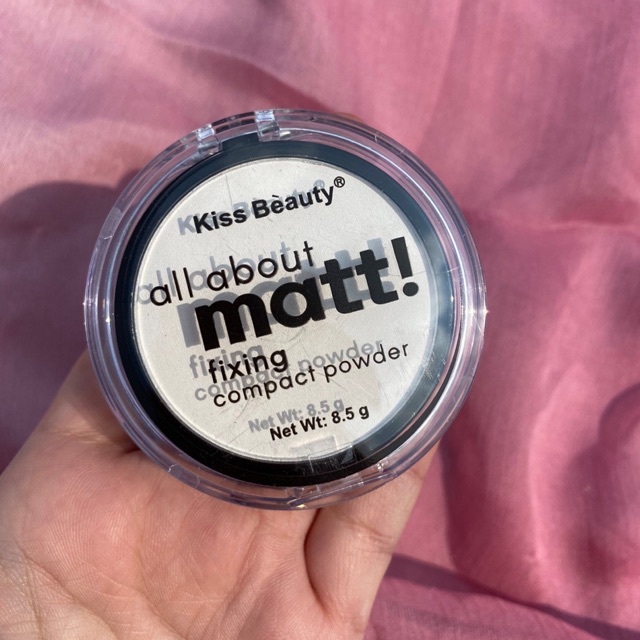 Kiss Beauty®
all about
matt!
fixing
compact powder
Net Wt: 8.5 g